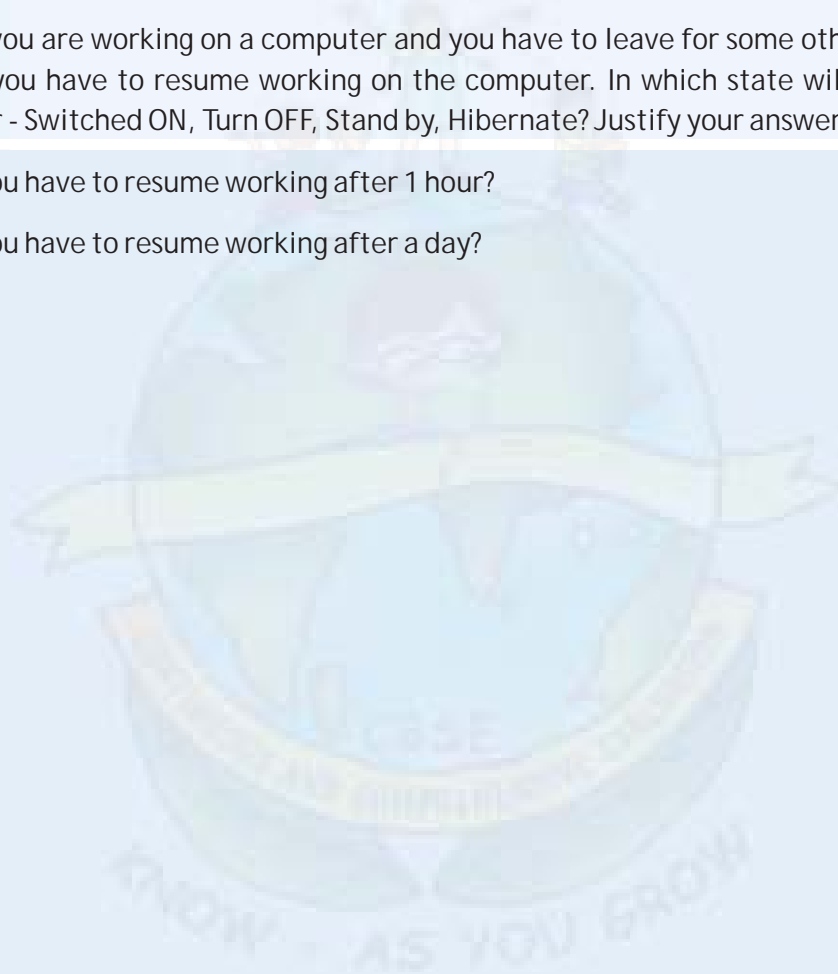 you are working on a computer and you have to leave for some oth
you have to resume working on the computer. In which state wil
- Switched ON, Turn OFF, Stand by, Hibernate? Justify your answer
ou have to resume working after 1 hour?
ou have to resume working after a day?
CBSE
KNOW - AS YOU GROW